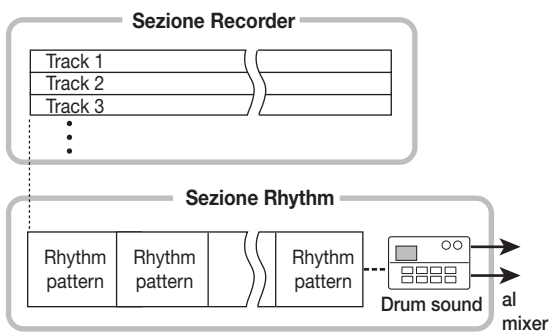 Sezione Recorder
Track 1
Track 2
Track 3
Sezione Rhythm
Rhythm
pattern
Rhythm
pattern
Rhythm
pattern
Drum sound
al
mixer